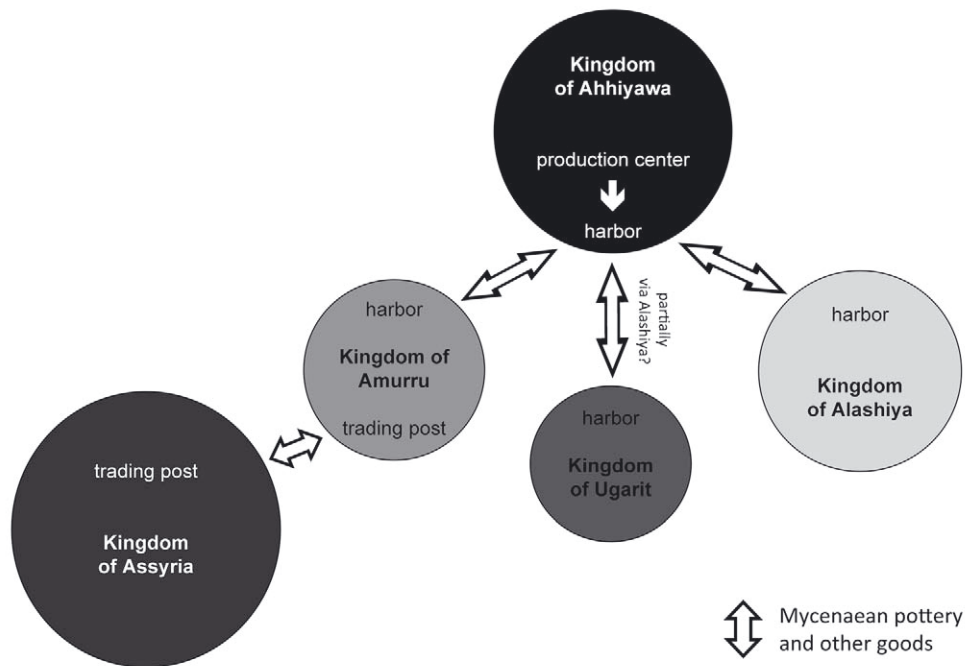 Kingdom
of Ahhiyawa
production center
harbor
partially
via Alashiya?
harbor
Kingdom of
Amurru
trading post
harbor
Kingdom
of Alashiya
harbor
Kingdom
of Ugarit
trading post
Kingdom
of Assyria
Mycenaean pottery
and other goods